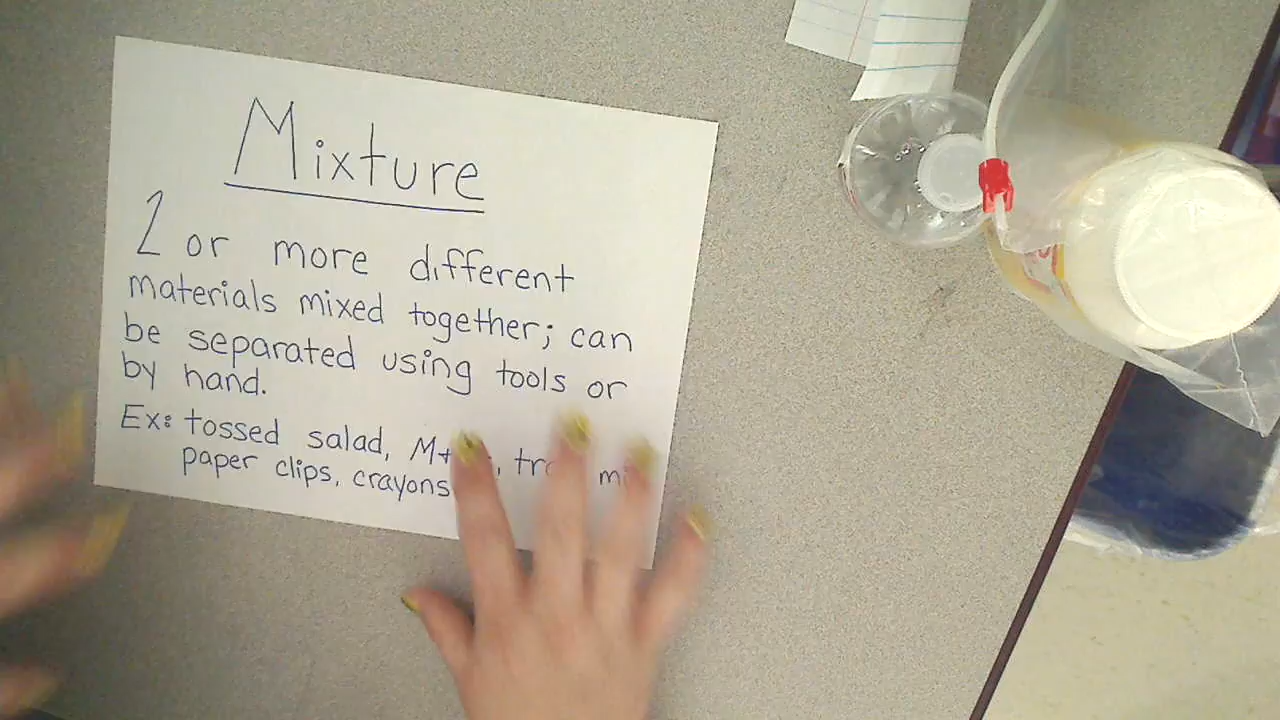 Mixture
2 or more different
materials mixed together; can
be separated using tools or
by hand.
Ex: tossed salad,
paper clips, crayons